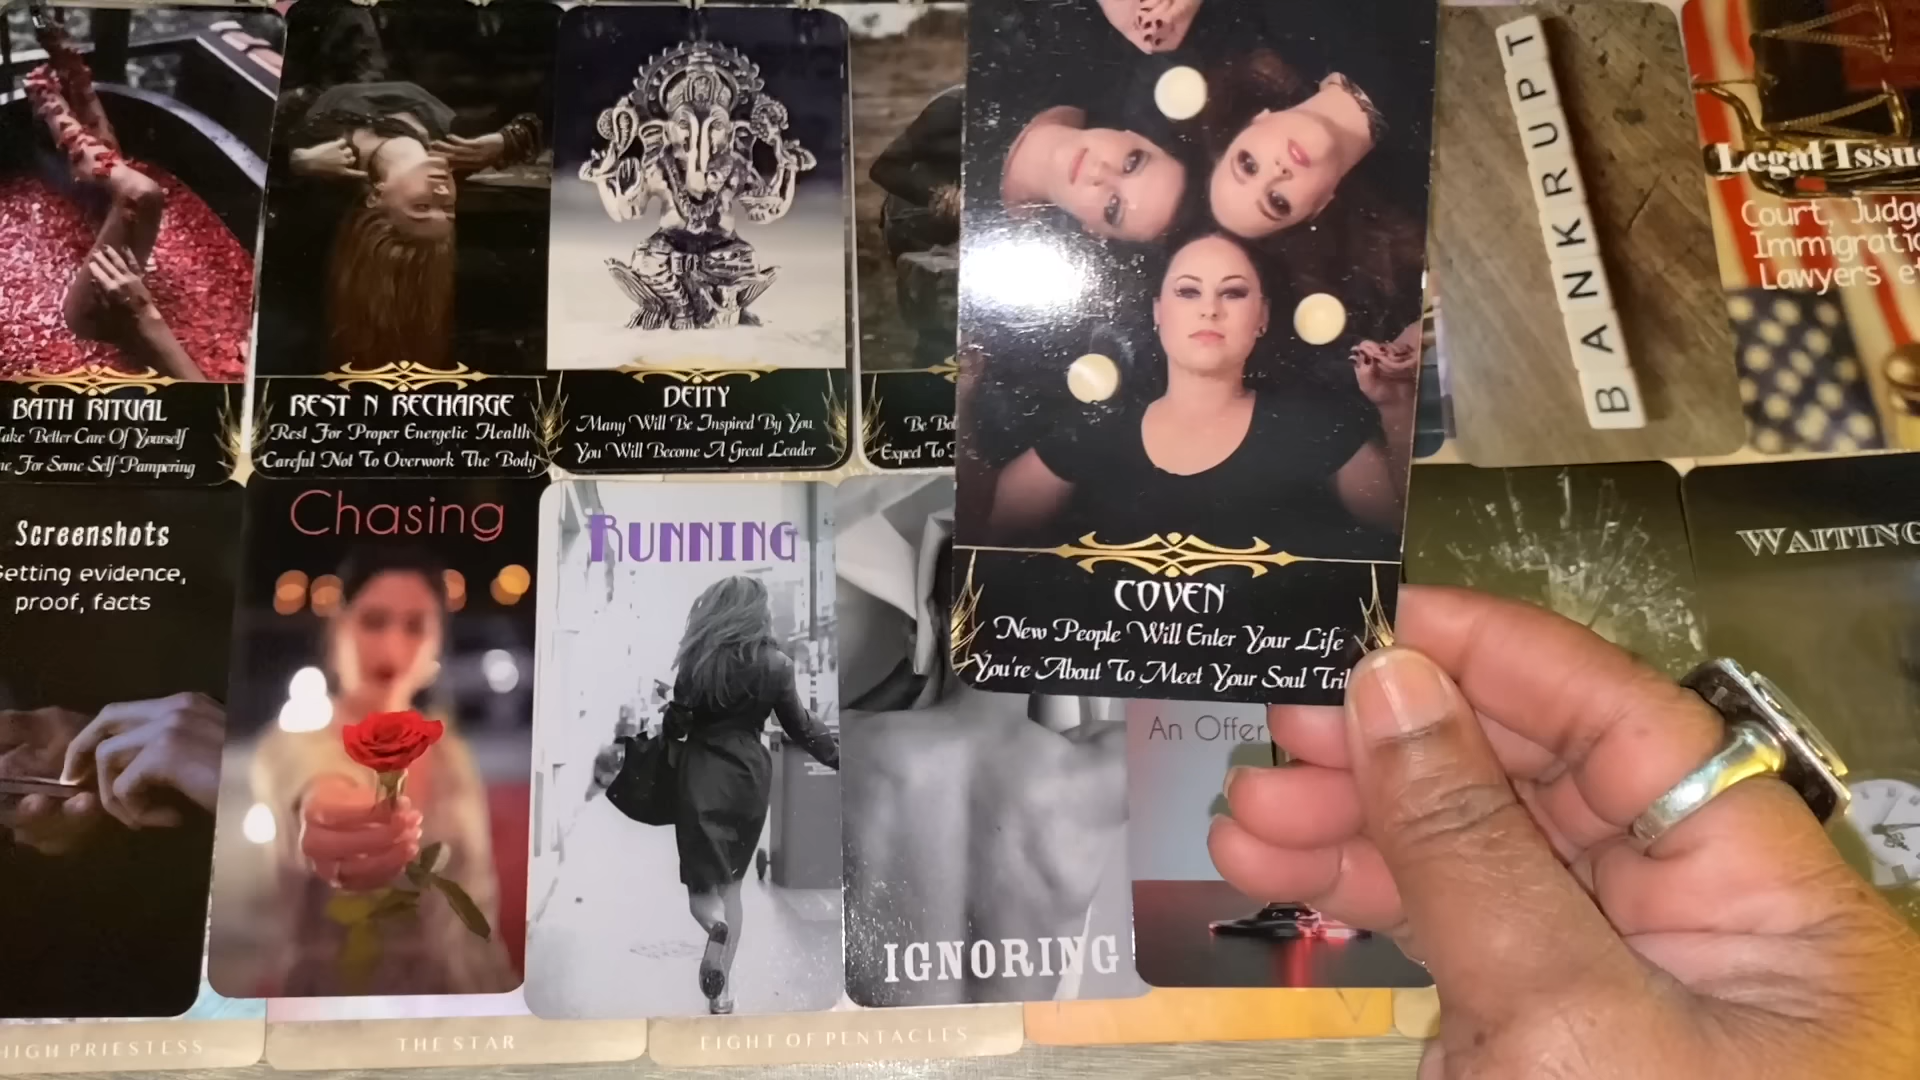 BATH RITUAL
Take Better Care Of Yourself
For Some Self Pampering
REST N RECHARGE
Rest For Proper Energetic Health
Careful Not To Overwork The Body
DEITY
Many Will Be Inspired By You
You Will Become A Great Leader
Be
Expect To
COVEN
New People Will Enter Your Life
You're About To Meet Your Soul
BANKRUPT
Legal
Court,
Lawyers
Screenshots
Getting evidence,
proof, facts
Chasing
RUNNING
IGNORING
An Offer
WAITING
HIGH PRIESTESS
THE STAR
EIGHT OF PENTACLES